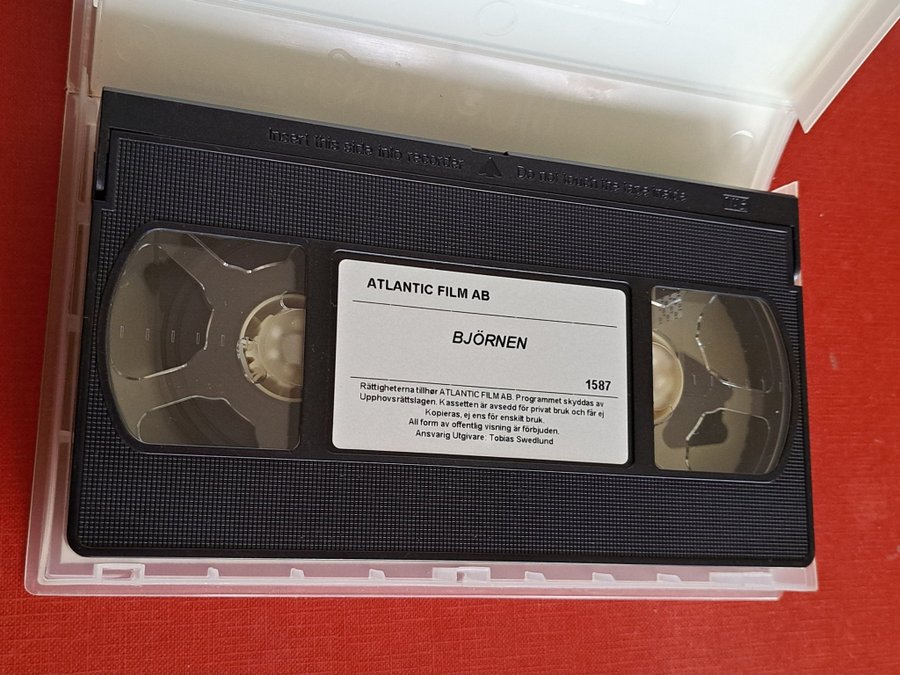 Insert this side into recorder
Do not touch the tape inside
ATLANTIC FILM AB
BJÖRNEN
1587
Rättigheterna tillhør ATLANTIC FILM AB. Programmet skyddas av
Upphovsrättslagen. Kassetten är avsedd för privat bruk och får ej
Kopieras, ej ens för enskilt bruk.
All form av offentlig visning är förbjuden.
Ansvarig Utgivare: Tobias Swedlund